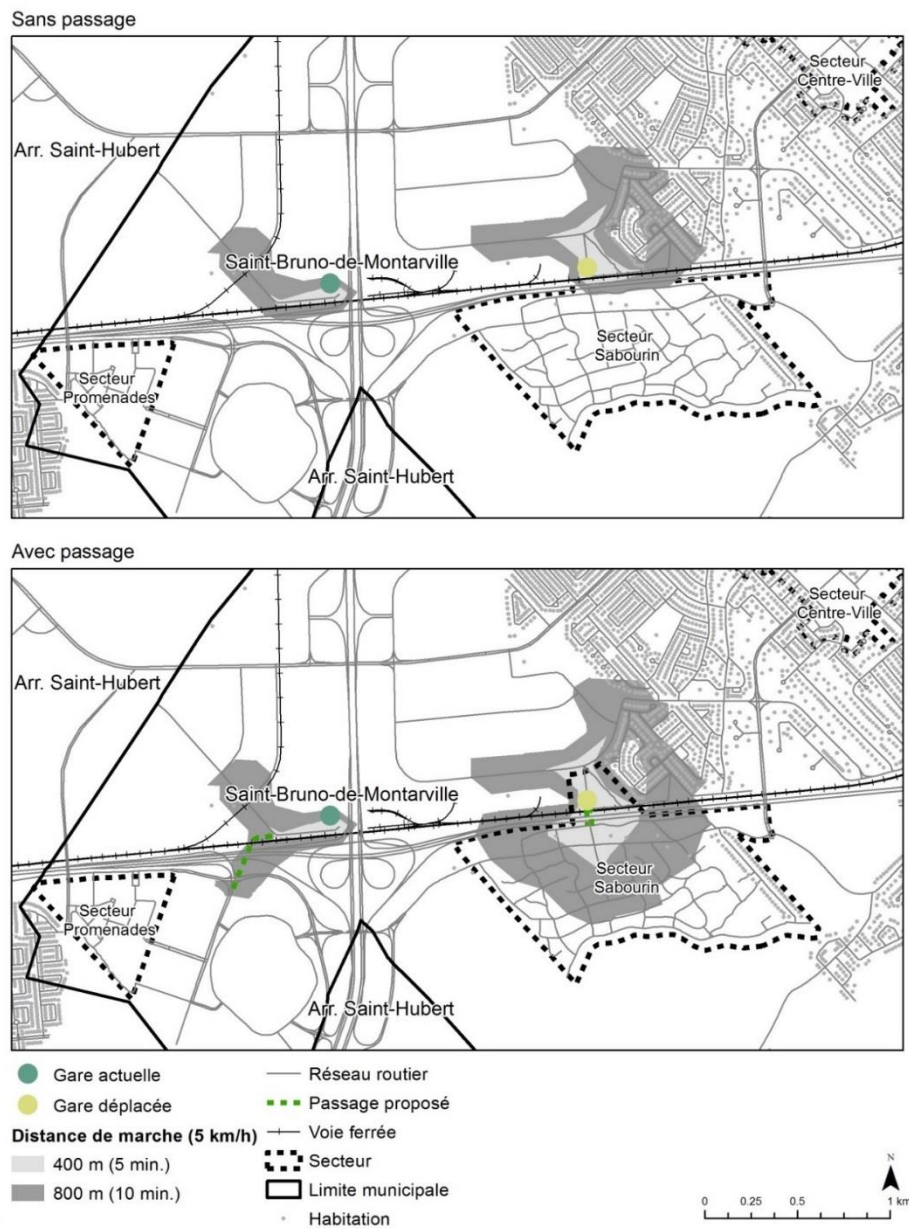 Sans passage
Secteur
Centre-Ville
Arr. Saint-Hubert
Saint-Bruno-de-Montarville
Secteur
Sabourin
Secteur
Promenades
Arr. Saint-Hubert
Avec passage
Secteur
Centre-Ville
Arr. Saint-Hubert
Saint-Bruno-de-Montarville
Secteur
Sabourin
Secteur
Promenades
Arr. Saint-Hubert
Gare actuelle
Gare déplacée
Distance de marche (5 km/h)
400 m (5 min.)
800 m (10 min.)
Réseau routier
Passage proposé
Voie ferrée
Secteur
Limite municipale
Habitation
N
0 0.25 0.5 1 km